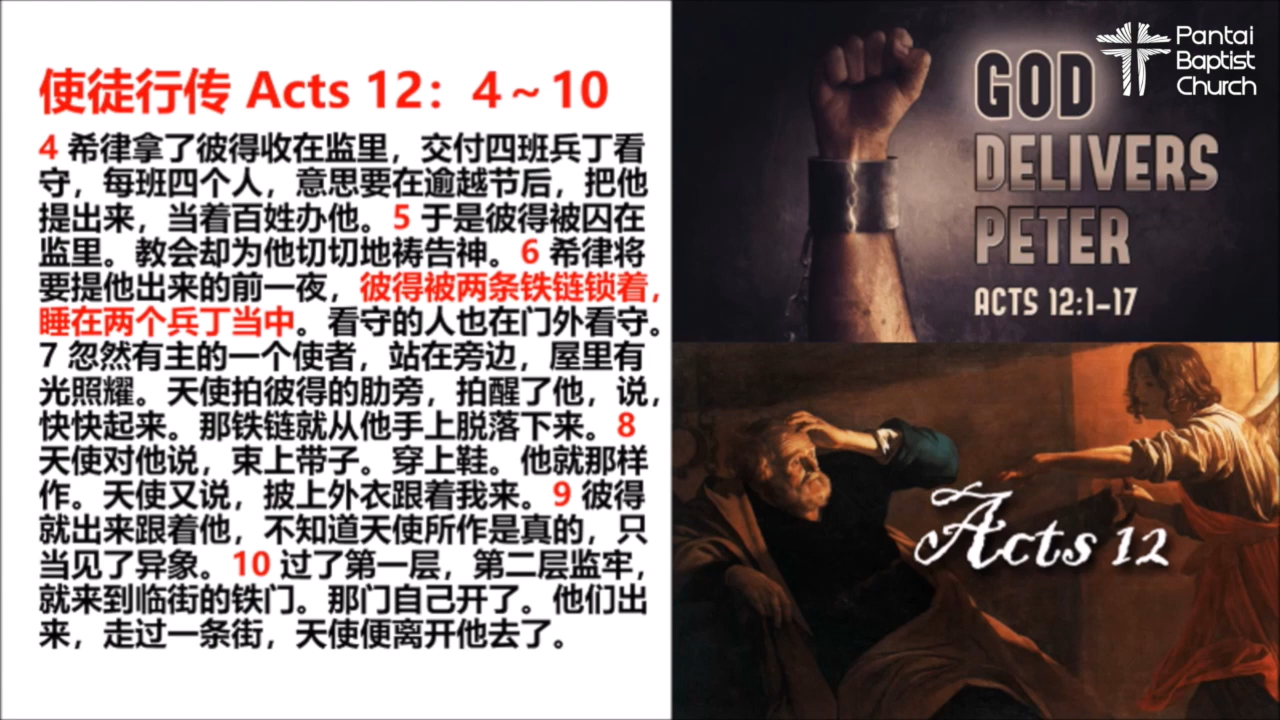 使徒行传 Acts 12：4～10
4 希律拿了彼得收在监里，交付四班兵丁看
守，每班四个人，意思要在逾越节后，把他
提出来，当着百姓办他。5 于是彼得被囚在
监里。教会却为他切切地祷告神。6 希律将
要提他出来的前一夜，彼得被两条铁链锁着，
睡在两个兵丁当中。看守的人也在门外看守。
7 忽然有主的一个使者，站在旁边，屋里有
光照耀。天使拍彼得的肋旁，拍醒了他，说，
快快起来。那铁链就从他手上脱落下来。8
天使对他说，束上带子。穿上鞋。他就那样
作。天使又说，披上外衣跟着我来。9 彼得
就出来跟着他，不知道天使所作是真的，只
当见了异象。10 过了第一层，第二层监牢，
就来到临街的铁门。那门自己开了。他们出
来，走过一条街，天使便离开他去了。
GOD
DELIVERS
PETER
ACTS 12:1-17
Pantai
Baptist
Church
Acts 12